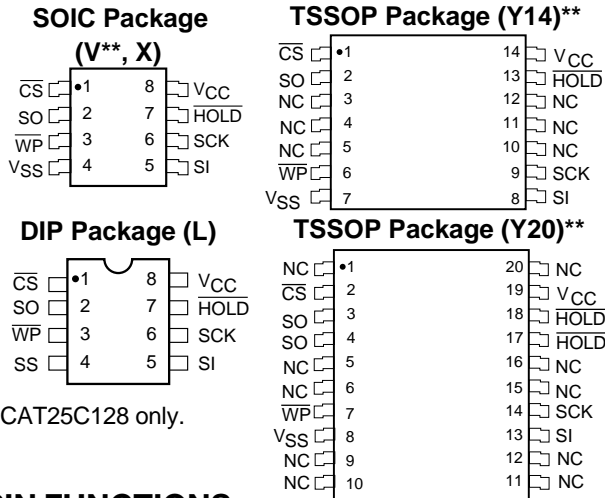 SOIC Package
(V**, X)
CS •1 8 VCC
SO 2 7 HOLD
WP 3 6 SCK
VSS 4 5 SI
TSSOP Package (Y14)**
CS •1 14 VCC
SO 2 13 HOLD
NC 3 12 NC
NC 4 11 NC
NC 5 10 NC
WP 6 9 SCK
VSS 7 8 SI
DIP Package (L)
CS •1 8 VCC
SO 2 7 HOLD
WP 3 6 SCK
SS 4 5 SI
CAT25C128 only.
TSSOP Package (Y20)**
NC •1 20 NC
CS 2 19 VCC
SO 3 18 HOLD
SO 4 17 HOLD
NC 5 16 NC
NC 6 15 NC
WP 7 14 SCK
VSS 8 13 SI
NC 9 12 NC
NC 10 11 NC